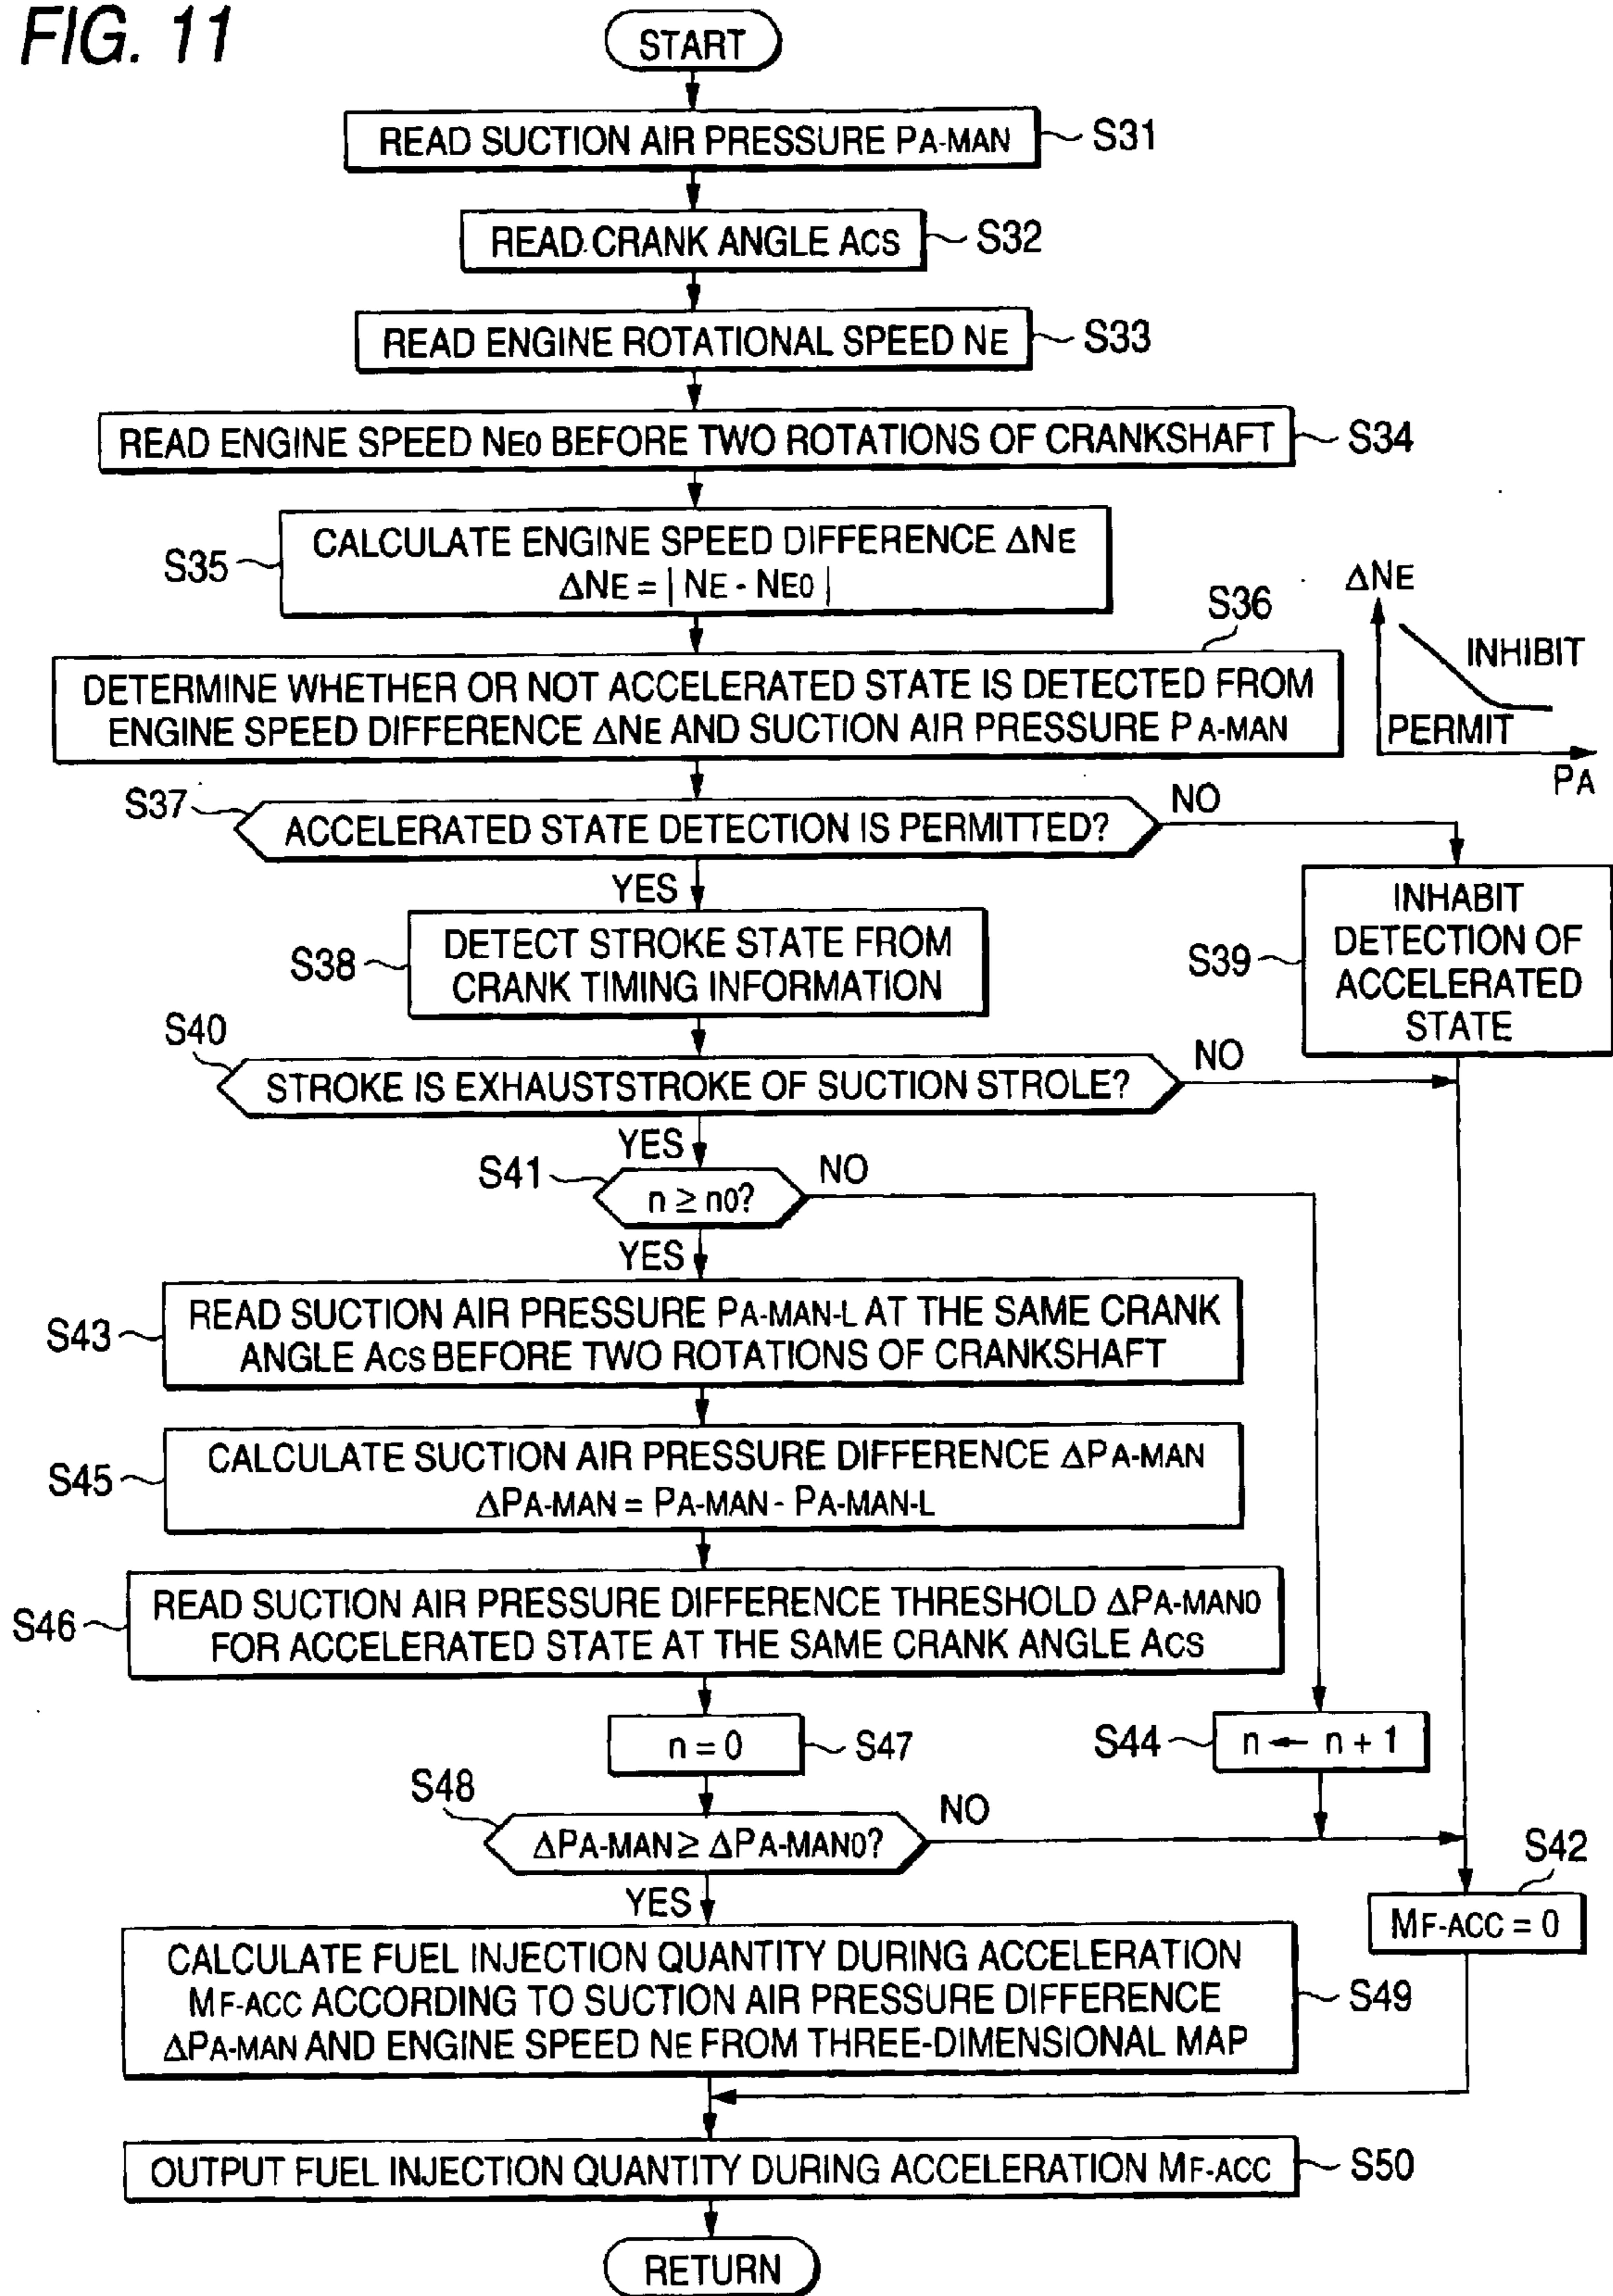 FIG. 11
START
READ SUCTION AIR PRESSURE PA-MAN
S31
READ CRANK ANGLE ACS
S32
READ ENGINE ROTATIONAL SPEED NE
S33
READ ENGINE SPEED NE0 BEFORE TWO ROTATIONS OF CRANKSHAFT
S34
S35
CALCULATE ENGINE SPEED DIFFERENCE ΔNE
ΔNE = | NE - NE0 |
S36
DETERMINE WHETHER OR NOT ACCELERATED STATE IS DETECTED FROM
ENGINE SPEED DIFFERENCE ΔNE AND SUCTION AIR PRESSURE PA-MAN
ΔNE
INHIBIT
PERMIT
PA
S37
ACCELERATED STATE DETECTION IS PERMITTED?
NO
YES
S38
DETECT STROKE STATE FROM
CRANK TIMING INFORMATION
S39
INHABIT
DETECTION OF
ACCELERATED
STATE
S40
STROKE IS EXHAUSTSTROKE OF SUCTION STROLE?
NO
YES
S41
n ≥ n0?
NO
YES
S43
READ SUCTION AIR PRESSURE PA-MAN-L AT THE SAME CRANK
ANGLE ACS BEFORE TWO ROTATIONS OF CRANKSHAFT
S45
CALCULATE SUCTION AIR PRESSURE DIFFERENCE ΔPA-MAN
ΔPA-MAN = PA-MAN - PA-MAN-L
S46
READ SUCTION AIR PRESSURE DIFFERENCE THRESHOLD ΔPA-MAN0
FOR ACCELERATED STATE AT THE SAME CRANK ANGLE ACS
n = 0
S47
S44
n ← n + 1
S48
ΔPA-MAN ≥ ΔPA-MAN0?
NO
YES
S42
MF-ACC = 0
CALCULATE FUEL INJECTION QUANTITY DURING ACCELERATION
MF-ACC ACCORDING TO SUCTION AIR PRESSURE DIFFERENCE
ΔPA-MAN AND ENGINE SPEED NE FROM THREE-DIMENSIONAL MAP
S49
OUTPUT FUEL INJECTION QUANTITY DURING ACCELERATION MF-ACC
S50
RETURN